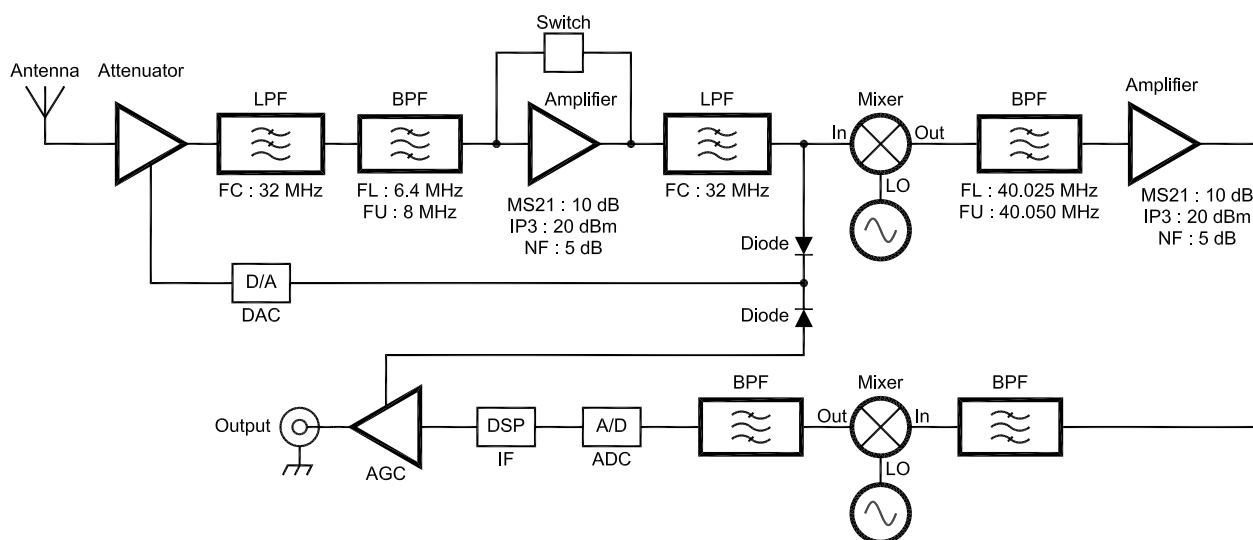 Switch
Antenna
Attenuator
LPF
BPF
Amplifier
LPF
Mixer
BPF
Amplifier
In
Out
FC : 32 MHz
FL : 6.4 MHz
FU : 8 MHz
MS21 : 10 dB
IP3 : 20 dBm
NF : 5 dB
FC : 32 MHz
LO
FL : 40.025 MHz
FU : 40.050 MHz
MS21 : 10 dB
IP3 : 20 dBm
NF : 5 dB
Diode
D/A
DAC
Diode
BPF
Mixer
BPF
Output
AGC
DSP
IF
A/D
ADC
Out
In
LO